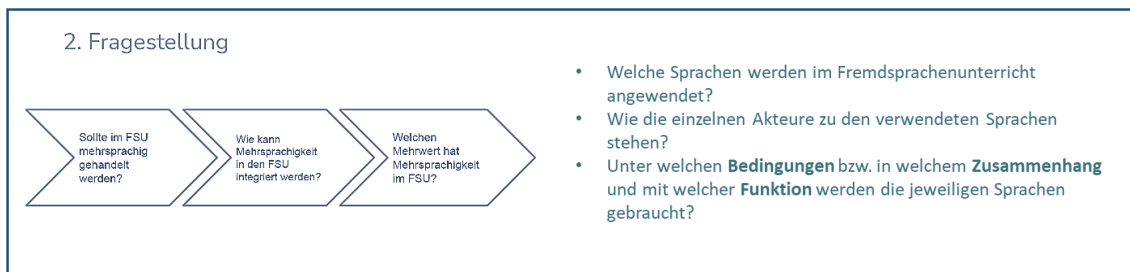 2. Fragestellung
Sollte im FSU
mehrsprachig
gehandelt
werden?
Wie kann
Mehrsprachigkeit
in den FSU
integriert werden?
Welchen
Mehrwert hat
Mehrsprachigkeit
im FSU?
• Welche Sprachen werden im Fremdsprachenunterricht
angewendet?
• Wie die einzelnen Akteure zu den verwendeten Sprachen
stehen?
• Unter welchen Bedingungen bzw. in welchem Zusammenhang
und mit welcher Funktion werden die jeweiligen Sprachen
gebraucht?